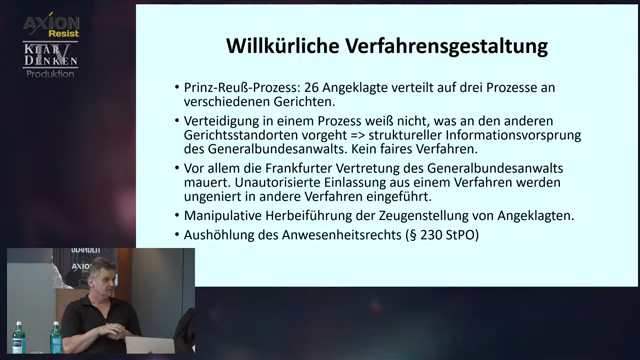 AXION
Resist
KLAR
DENKEN
TV
Produktion
Willkürliche Verfahrensgestaltung
• Prinz-Reuß-Prozess: 26 Angeklagte verteilt auf drei Prozesse an
verschiedenen Gerichten.
• Verteidigung in einem Prozess weiß nicht, was an den anderen
Gerichtsstandorten vorgeht => struktureller Informationsvorsprung
des Generalbundesanwalts. Kein faires Verfahren.
• Vor allem die Frankfurter Vertretung des Generalbundesanwalts
mauert. Unautorisierte Einlassung aus einem Verfahren werden
ungeniert in andere Verfahren eingeführt.
• Manipulative Herbeiführung der Zeugenstellung von Angeklagten.
• Aushöhlung des Anwesenheitsrechts (§ 230 StPO)
AXION